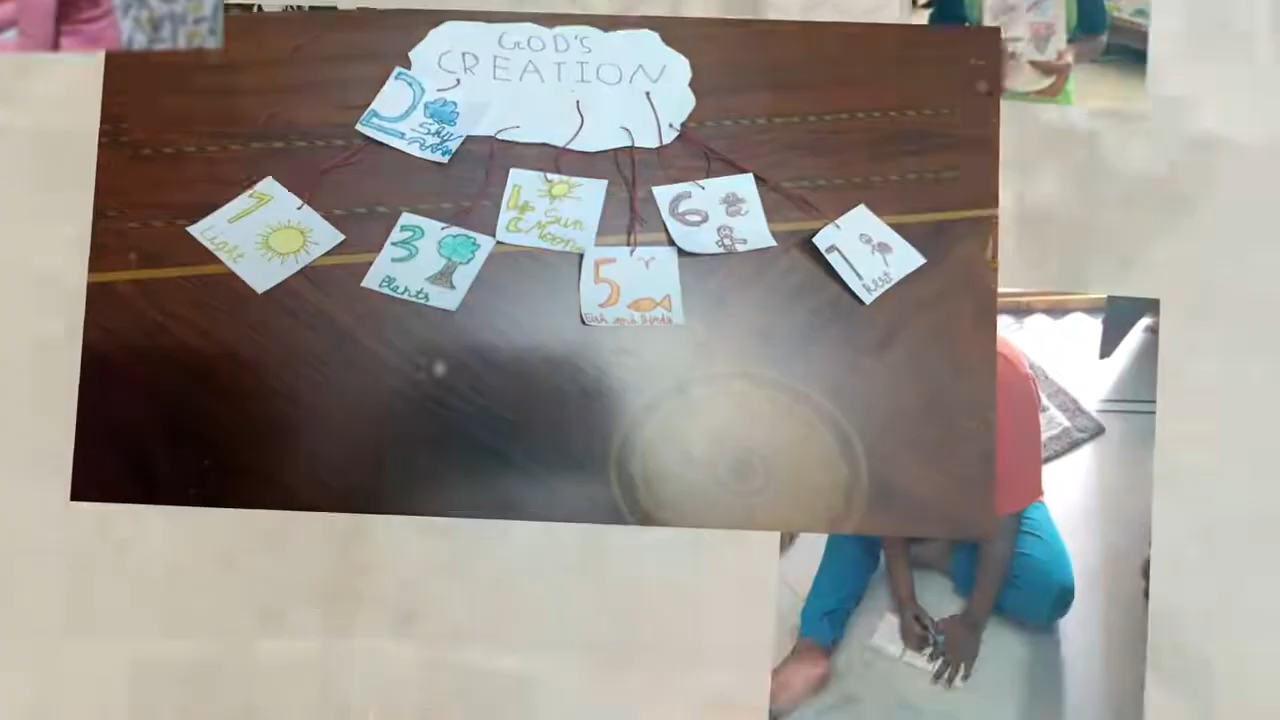 GOD'S
CREATION
2
Sky
1
Light
3
Plants
4
Sun
Moon
5
Fish and Birds
6
7
Rest